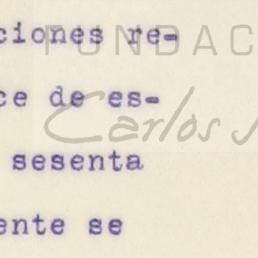 ciones re-
FUNDAC
ce de es-
Carlos
sesenta
ente se